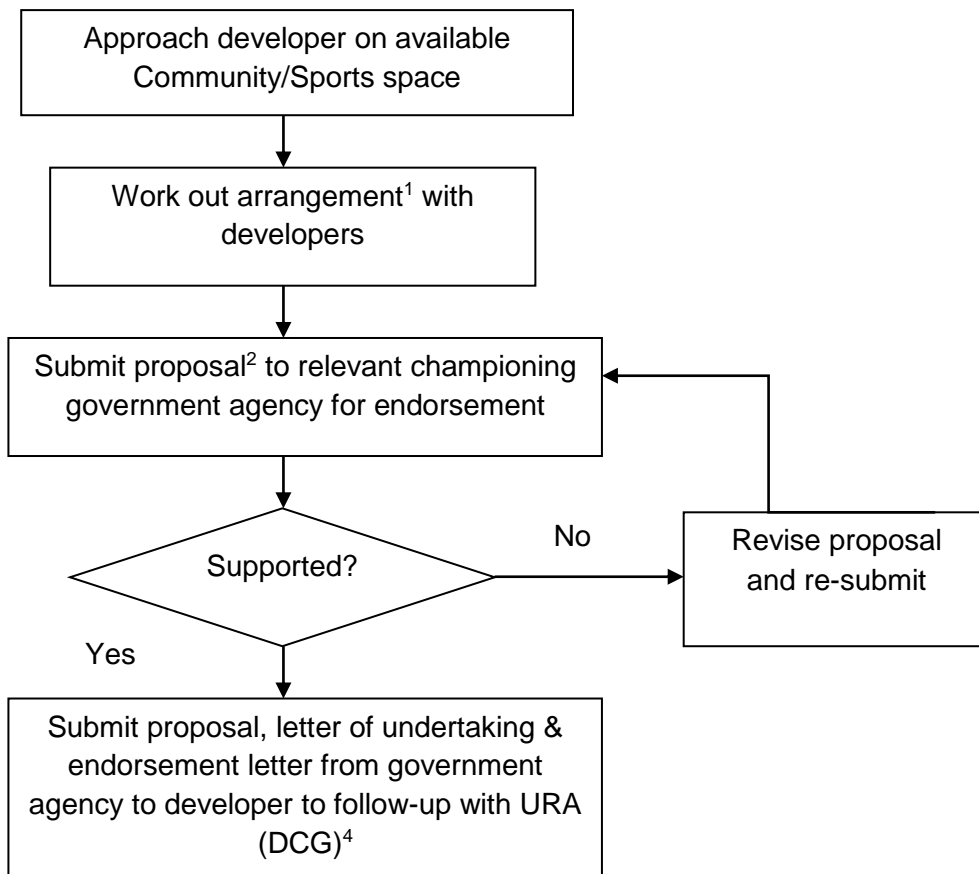 Approach developer on available
Community/Sports space
Work out arrangement¹ with
developers
Submit proposal² to relevant championing
government agency for endorsement
Supported?
No
Revise proposal
and re-submit
Yes
Submit proposal, letter of undertaking &
endorsement letter from government
agency to developer to follow-up with URA
(DCG)⁴